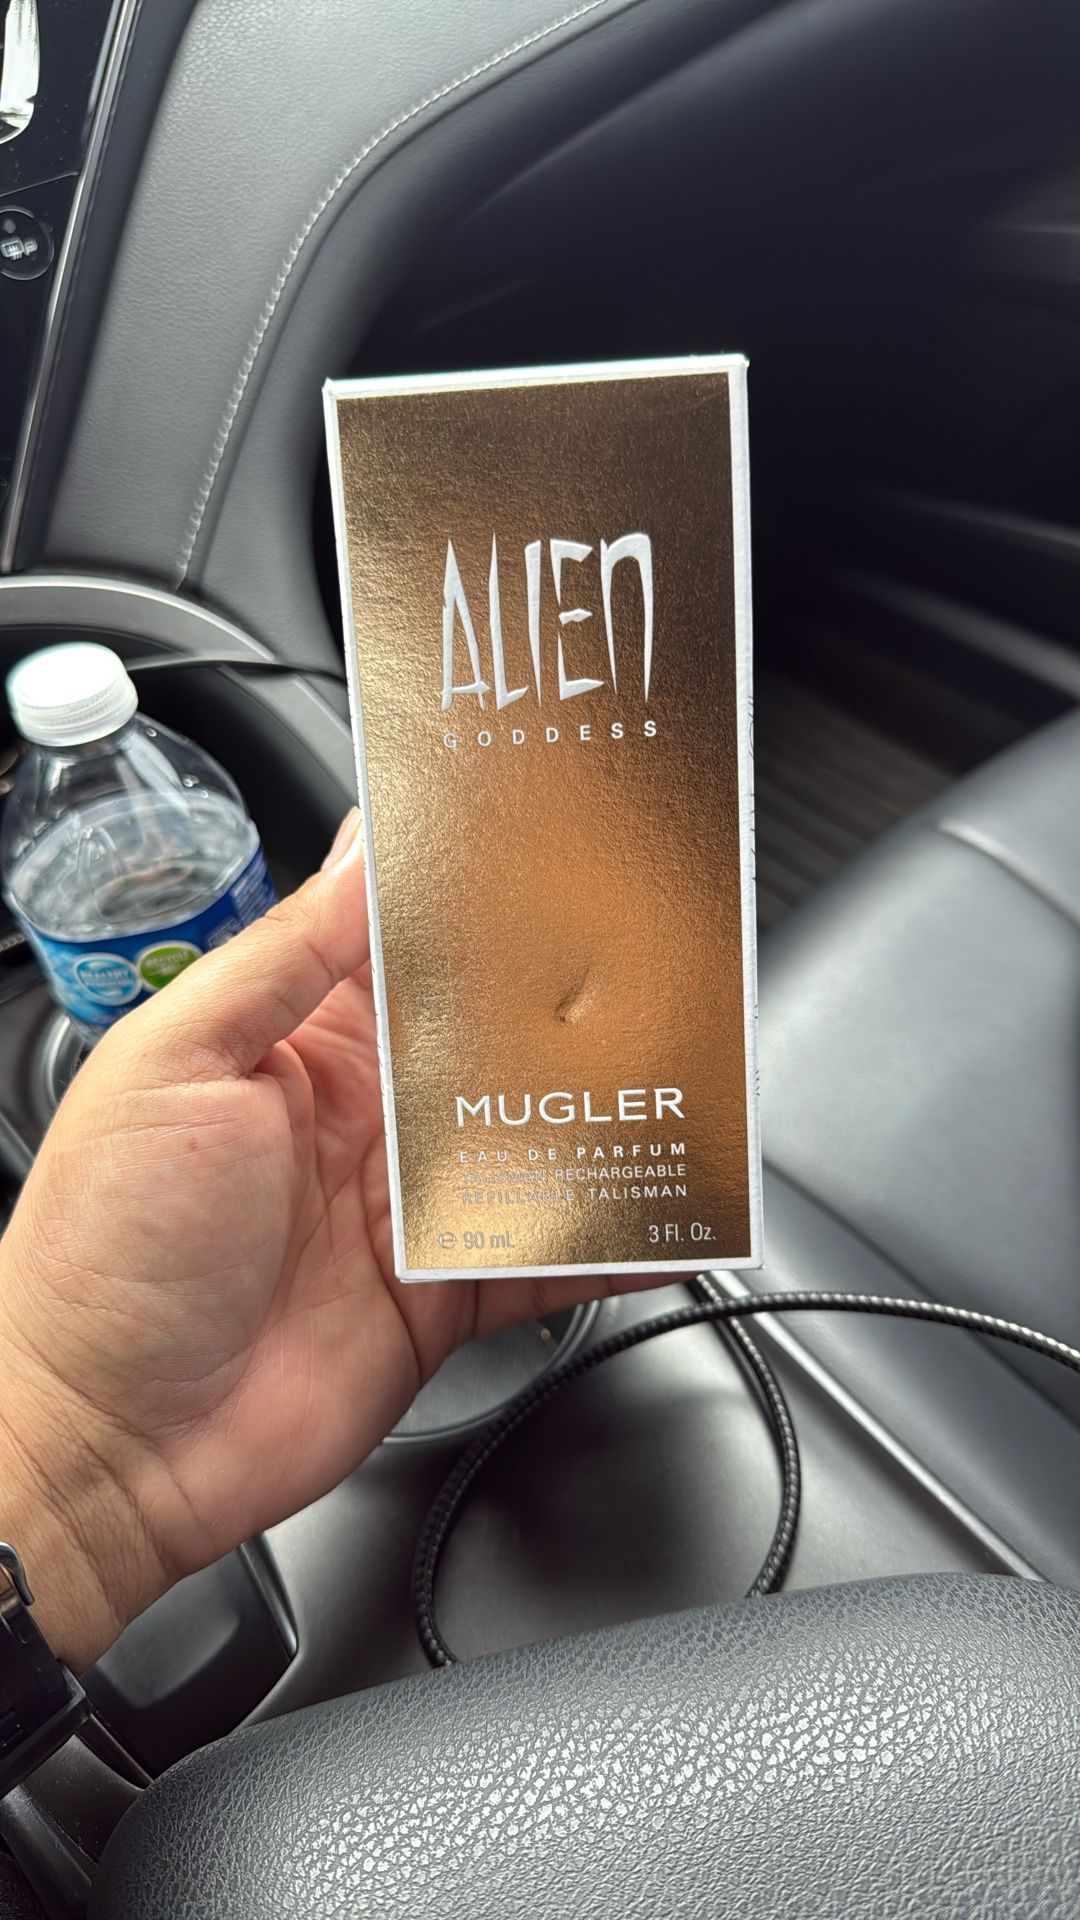 ALIEN
GODDESS
MUGLER
EAU DE PARFUM
TALISMAN RECHARGEABLE
REFILLABLE TALISMAN
℮ 90 mL
3 Fl. Oz.